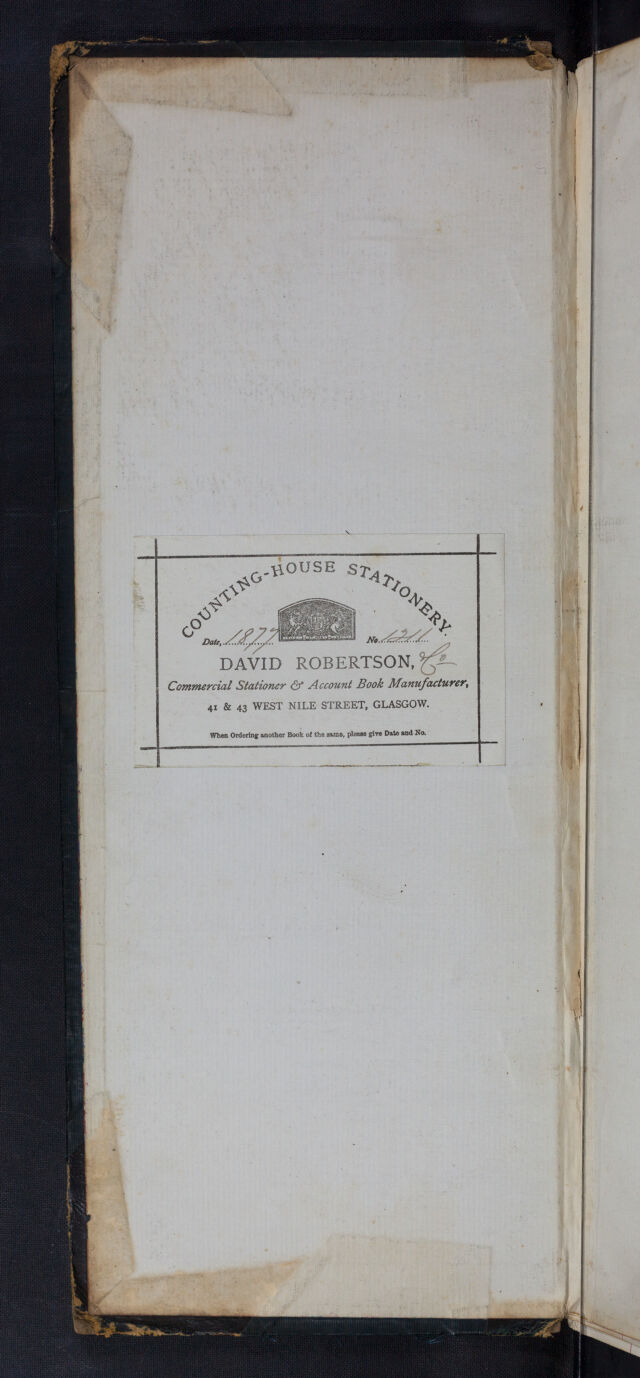 COUNTING-HOUSE STATIONERY.
Date, 1877 No. 1211
DAVID ROBERTSON, & Co
Commercial Stationer & Account Book Manufacturer,
41 & 43 WEST NILE STREET, GLASGOW.
When Ordering another Book of the same, please give Date and No.